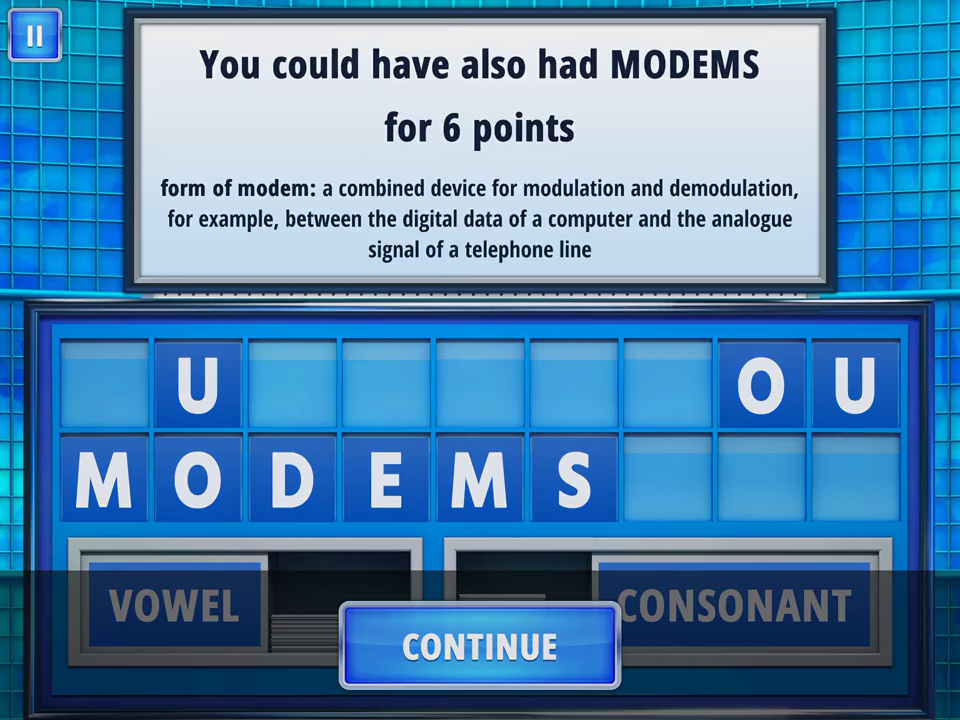 You could have also had MODEMS
for 6 points
form of modem: a combined device for modulation and demodulation,
for example, between the digital data of a computer and the analogue
signal of a telephone line
U O U
M O D E M S
VOWEL CONSONANT
CONTINUE